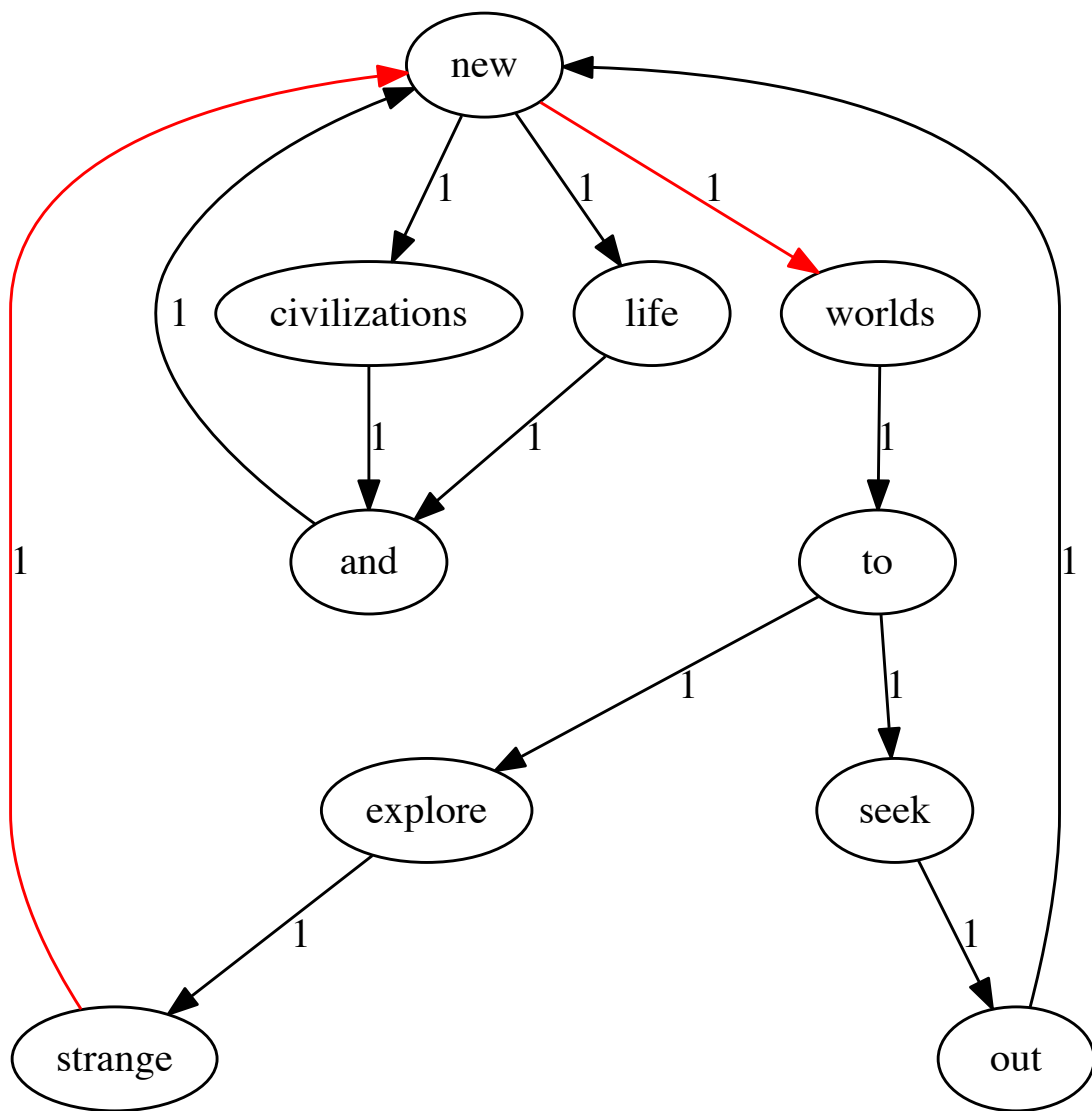 new
1 1 1
civilizations life worlds
1
1 1 1
and to
1 1
1 1
explore seek
1 1
strange out